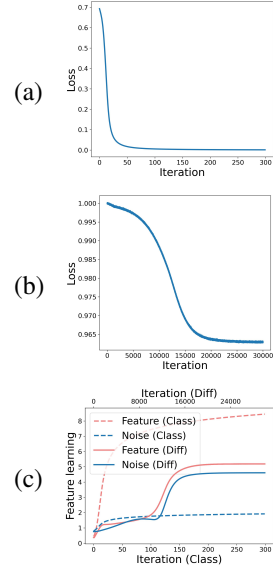 (a)
Loss
0.7
0.6
0.5
0.4
0.3
0.2
0.1
0.0
0 50 100 150 200 250 300
Iteration
(b)
Loss
1.000
0.995
0.990
0.985
0.980
0.975
0.970
0.965
0 5000 10000 15000 20000 25000 30000
Iteration
(c)
Iteration (Diff)
0 8000 16000 24000
Feature learning
8
7
6
5
4
3
2
1
0
Feature (Class)
Noise (Class)
Feature (Diff)
Noise (Diff)
0 50 100 150 200 250 300
Iteration (Class)